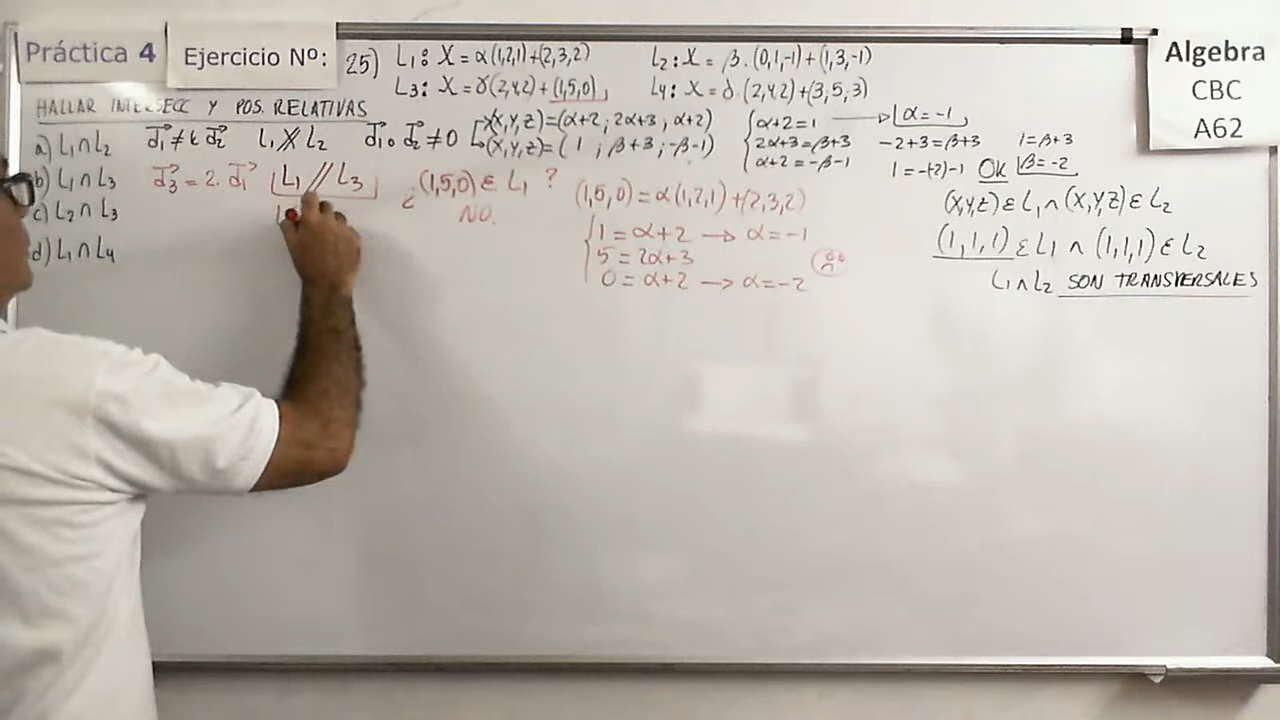 Práctica 4
Ejercicio Nº:
25) L₁: X = α(1,2,1)+(2,3,2)
L₂: X = β.(0,1,-1)+(1,3,-1)
L₃: X = γ(2,4,2)+(1,5,0)
L₄: X = δ.(2,4,2)+(3,5,3)
Algebra
CBC
A62
HALLAR INTERSECC Y POS. RELATIVAS
a) L₁∩L₂
d₁≠k d₂
L₁ ∦ L₂
d₁∘d₂≠0
(X,Y,Z)=(α+2; 2α+3; α+2)
(X,Y,Z)=(1; β+3; -β-1)
α+2=1 → α=-1
2α+3=β+3
-2+3=β+3
1=β+3
α+2=-β-1
1=-(-2)-1 OK β=-2
(X,Y,Z) ε L₁ ∩ (X,Y,Z) ε L₂
(1,1,1) ε L₁ ∩ (1,1,1) ε L₂
L₁∩L₂ SON TRANSVERSALES
b) L₁∩L₃
d₃=2.d₁
L₁ // L₃
¿(1,5,0) ε L₁ ?
NO.
(1,5,0)=α(1,2,1)+(2,3,2)
1=α+2 → α=-1
5=2α+3
0=α+2 → α=-2
c) L₂∩L₃
d) L₁∩L₄